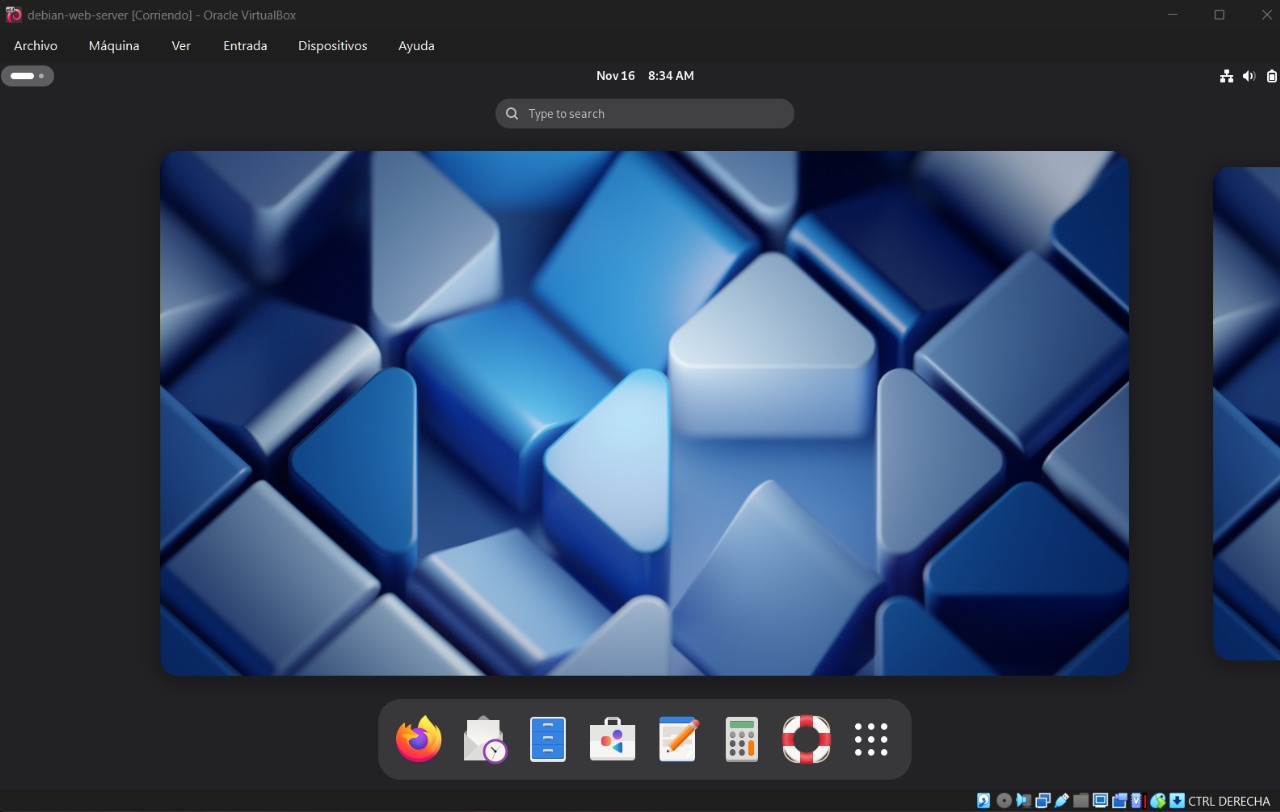 debian-web-server [Corriendo] - Oracle VirtualBox
Archivo Máquina Ver Entrada Dispositivos Ayuda
Nov 16 8:34 AM
Type to search
CTRL DERECHA